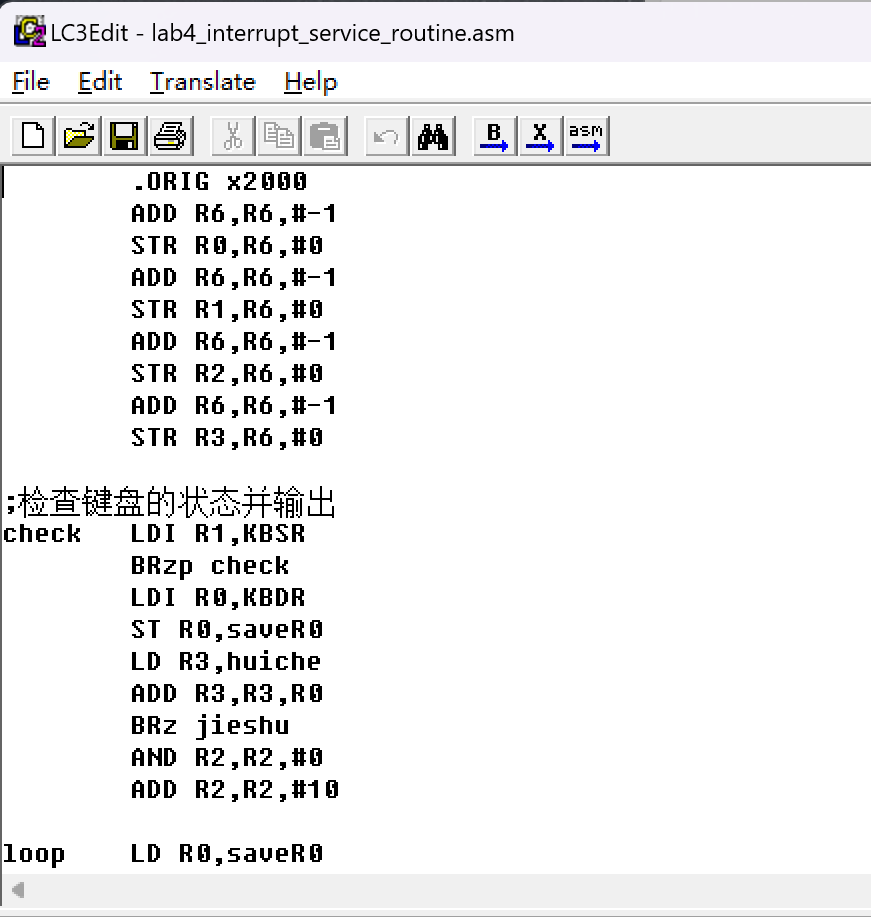 LC3Edit - lab4_interrupt_service_routine.asm
File Edit Translate Help
B X asm
.ORIG x2000
ADD R6,R6,#-1
STR R0,R6,#0
ADD R6,R6,#-1
STR R1,R6,#0
ADD R6,R6,#-1
STR R2,R6,#0
ADD R6,R6,#-1
STR R3,R6,#0
;检查键盘的状态并输出
check LDI R1,KBSR
BRzp check
LDI R0,KBDR
ST R0,saveR0
LD R3,huiche
ADD R3,R3,R0
BRz jieshu
AND R2,R2,#0
ADD R2,R2,#10
loop LD R0,saveR0